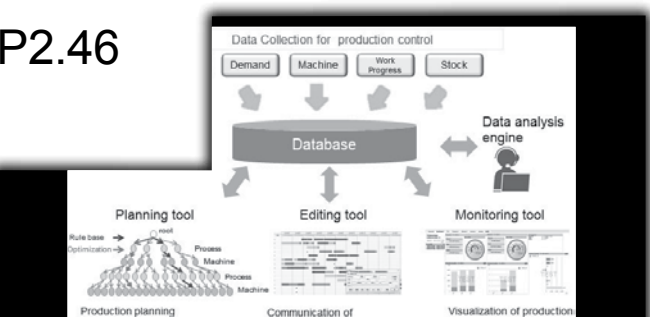 P2.46
Data Collection for production control
Demand
Machine
Work
Progress
Stock
Database
Data analysis
engine
Planning tool
Editing tool
Monitoring tool
Rule base
root
Optimization
Process
Machine
Process
Machine
Production planning
Communication of
Visualization of production